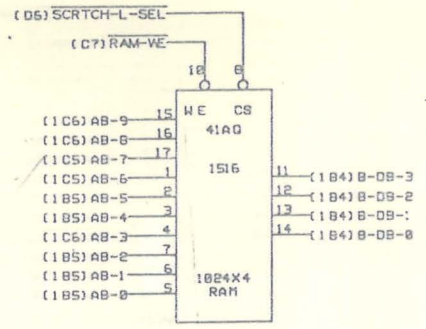 (D6) SCRTCH-L-SEL
(C7) RAM-WE
10 8
WE CS
41AQ
1516
1024X4
RAM
(1C6) AB-9 15
(1C6) AB-8 16
(1C5) AB-7 17
(1C5) AB-6 1
(1B5) AB-5 2
(1B5) AB-4 3
(1C6) AB-3 4
(1B5) AB-2 7
(1B5) AB-1 6
(1B5) AB-0 5
11 (1B4) B-DB-3
12 (1B4) B-DB-2
13 (1B4) B-DB-1
14 (1B4) B-DB-0